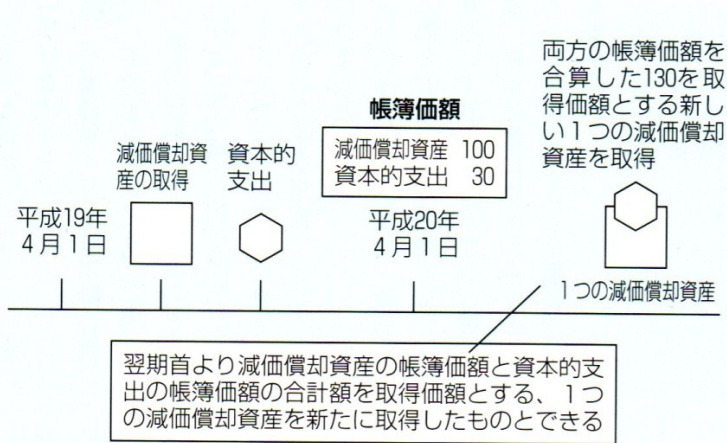 両方の帳簿価額を
合算した130を取
得価額とする新し
い1つの減価償却
資産を取得
帳簿価額
減価償却資産 100
資本的支出 30
減価償却資
産の取得
資本的
支出
平成19年
4月1日
平成20年
4月1日
1つの減価償却資産
翌期首より減価償却資産の帳簿価額と資本的支
出の帳簿価額の合計額を取得価額とする、1つ
の減価償却資産を新たに取得したものとできる